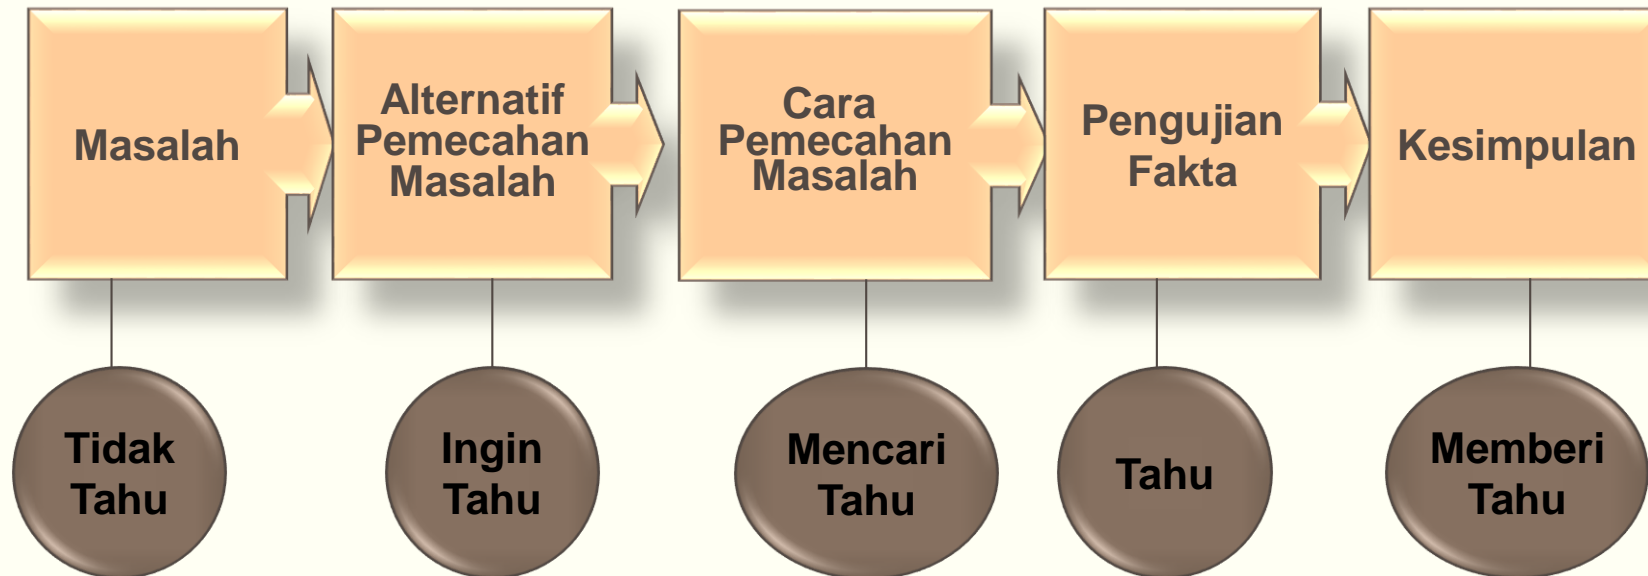 Masalah
Alternatif
Pemecahan
Masalah
Cara
Pemecahan
Masalah
Pengujian
Fakta
Kesimpulan
Tidak
Tahu
Ingin
Tahu
Mencari
Tahu
Tahu
Memberi
Tahu